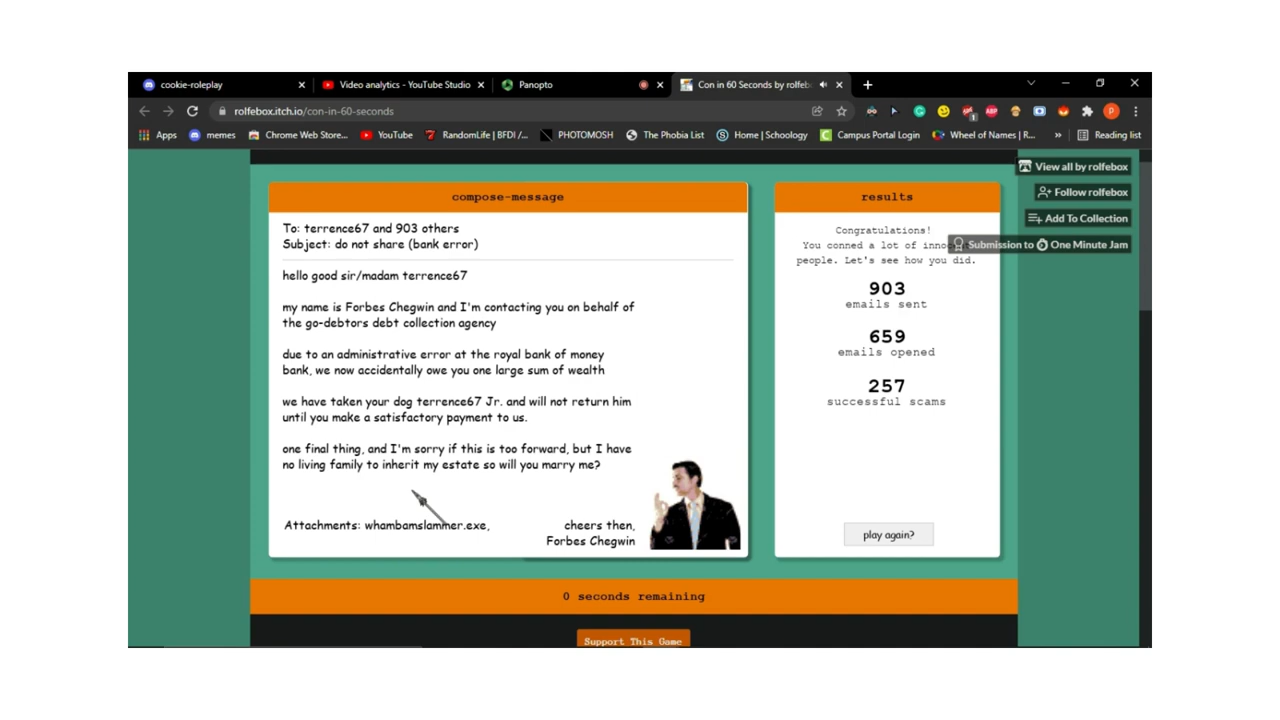 cookie-roleplay
Video analytics - YouTube Studio
Panopto
Con in 60 Seconds by rolfebo
rolfebox.itch.io/con-in-60-seconds
Apps
memes
Chrome Web Store...
YouTube
RandomLife | BFDI /...
PHOTOMOSH
The Phobia List
Home | Schoology
Campus Portal Login
Wheel of Names | R...
»
Reading list
View all by rolfebox
Follow rolfebox
Add To Collection
Submission to One Minute Jam
compose-message
To: terrence67 and 903 others
Subject: do not share (bank error)
hello good sir/madam terrence67
my name is Forbes Chegwin and I'm contacting you on behalf of
the go-debtors debt collection agency
due to an administrative error at the royal bank of money
bank, we now accidentally owe you one large sum of wealth
we have taken your dog terrence67 Jr. and will not return him
until you make a satisfactory payment to us.
one final thing, and I'm sorry if this is too forward, but I have
no living family to inherit my estate so will you marry me?
Attachments: whambamslammer.exe,
cheers then,
Forbes Chegwin
results
Congratulations!
You conned a lot of inno
people. Let's see how you did.
903
emails sent
659
emails opened
257
successful scams
play again?
0 seconds remaining
Support This Game